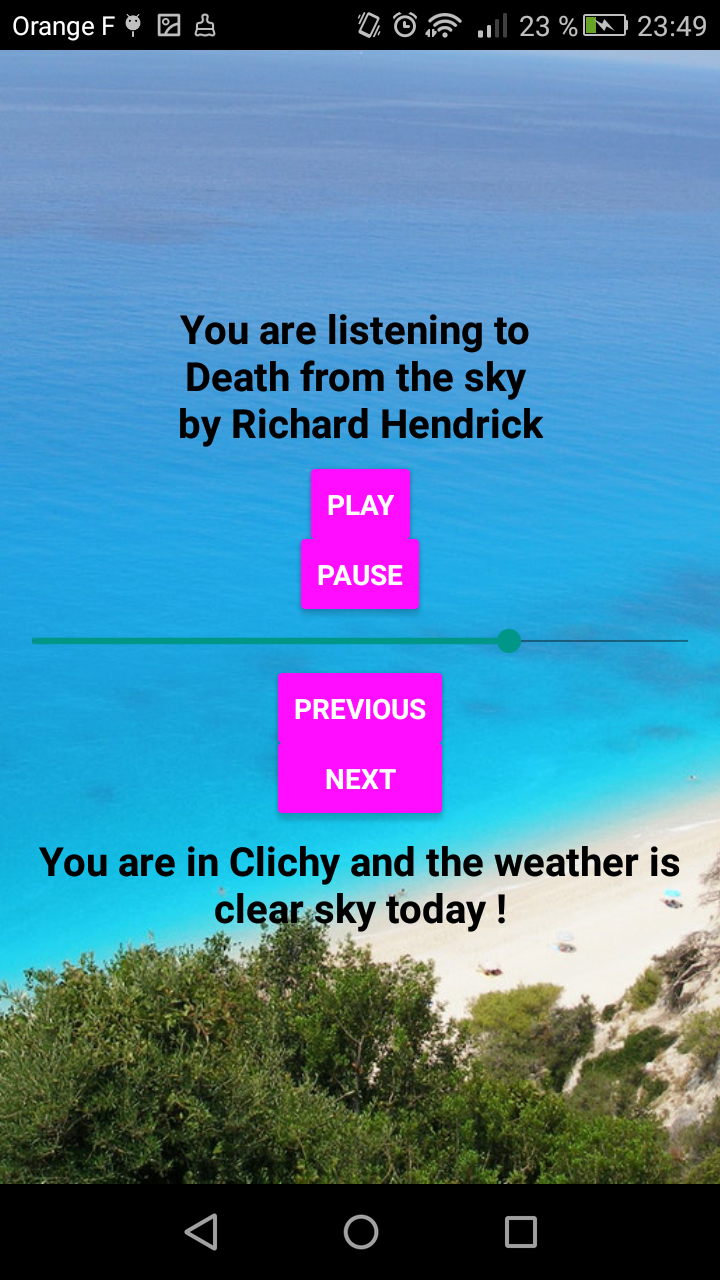 Orange F 23 % 23:49
You are listening to
Death from the sky
by Richard Hendrick
PLAY
PAUSE
PREVIOUS
NEXT
You are in Clichy and the weather is
clear sky today !